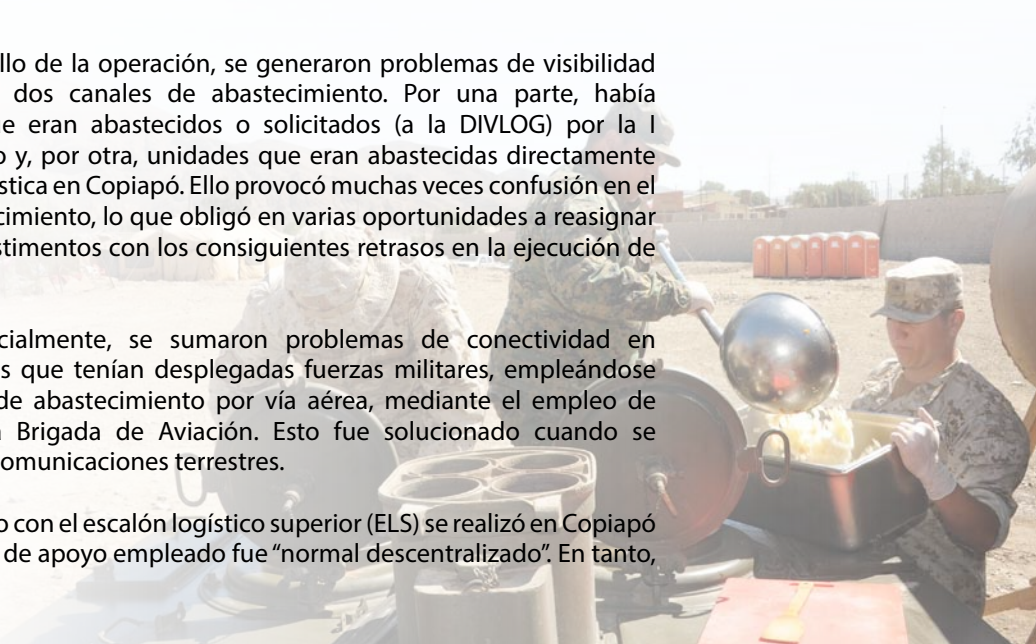 llo de la operación, se generaron problemas de visibilidad
dos canales de abastecimiento. Por una parte, había
e eran abastecidos o solicitados (a la DIVLOG) por la I
o y, por otra, unidades que eran abastecidas directamente
stica en Copiapó. Ello provocó muchas veces confusión en el
cimiento, lo que obligó en varias oportunidades a reasignar
stimentos con los consiguientes retrasos en la ejecución de
cialmente, se sumaron problemas de conectividad en
s que tenían desplegadas fuerzas militares, empleándose
de abastecimiento por vía aérea, mediante el empleo de
a Brigada de Aviación. Esto fue solucionado cuando se
omunicaciones terrestres.
o con el escalón logístico superior (ELS) se realizó en Copiapó
de apoyo empleado fue “normal descentralizado”. En tanto,